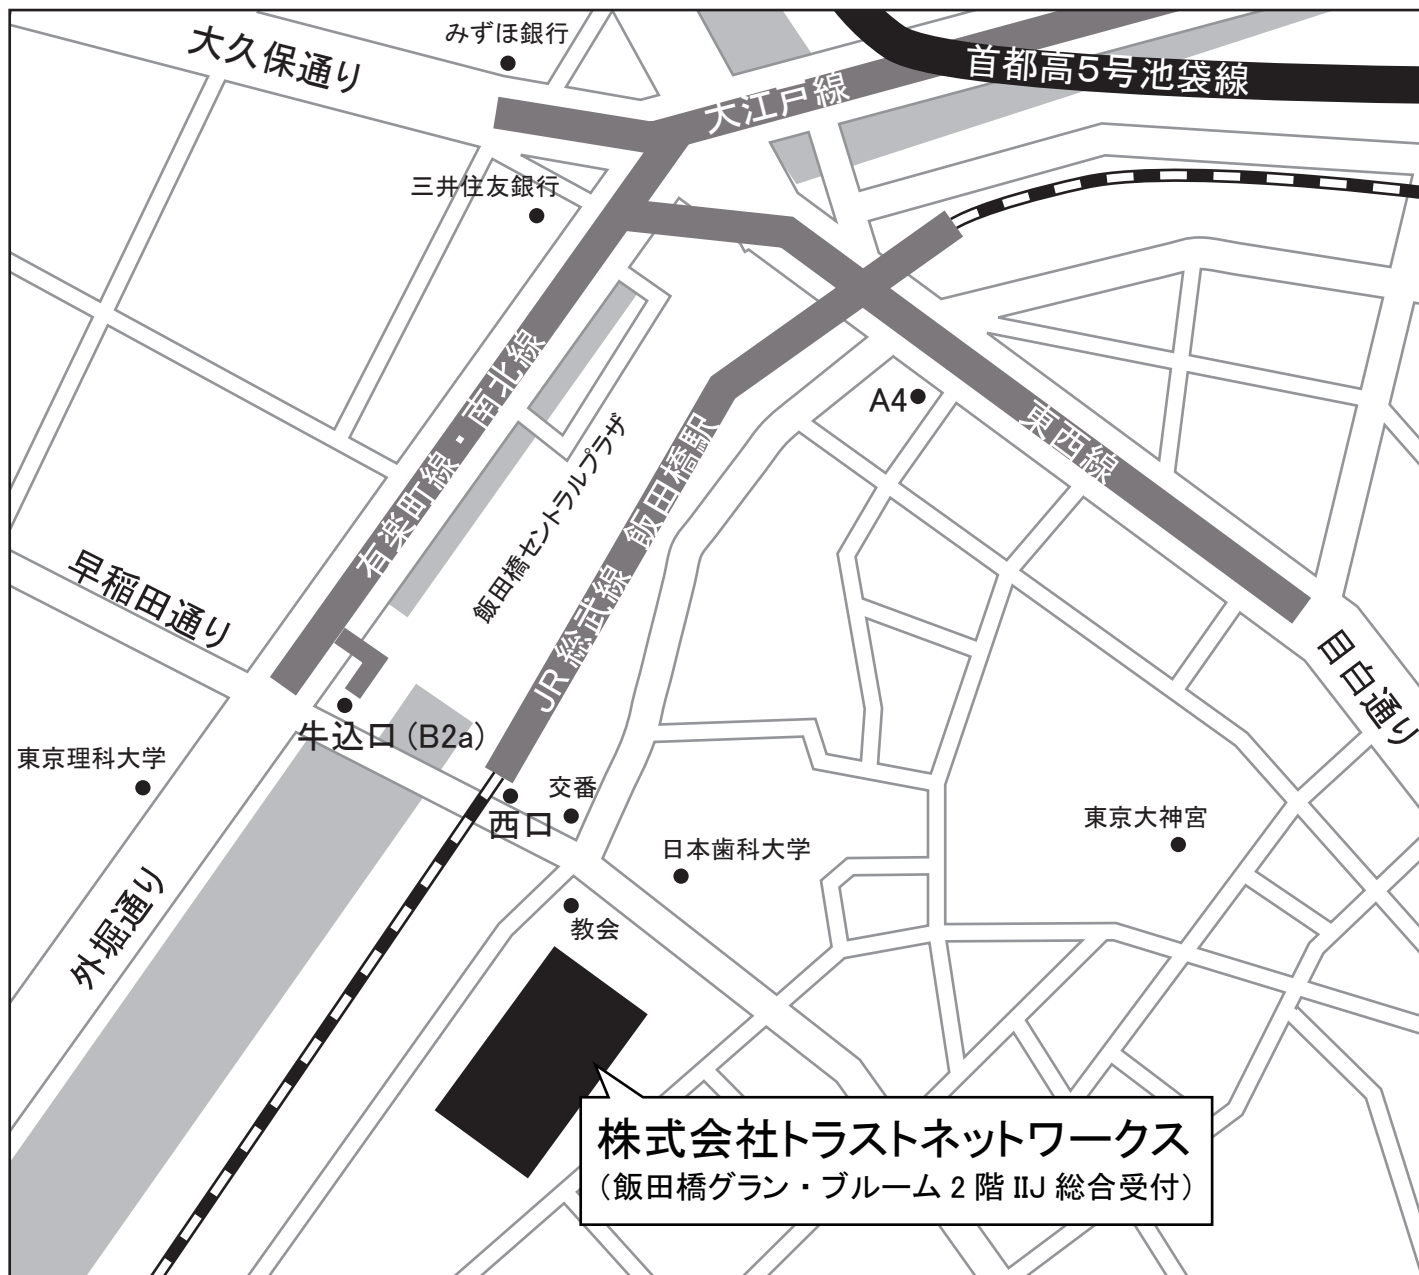 みずほ銀行
大久保通り
首都高5号池袋線
大江戸線
三井住友銀行
有楽町線・南北線
A4
東西線
飯田橋セントラルプラザ
JR 総武線 飯田橋駅
早稲田通り
目白通り
牛込口(B2a)
東京理科大学
交番
西口
東京大神宮
日本歯科大学
外堀通り
教会
株式会社トラストネットワークス
(飯田橋グラン・ブルーム 2 階 IIJ 総合受付)